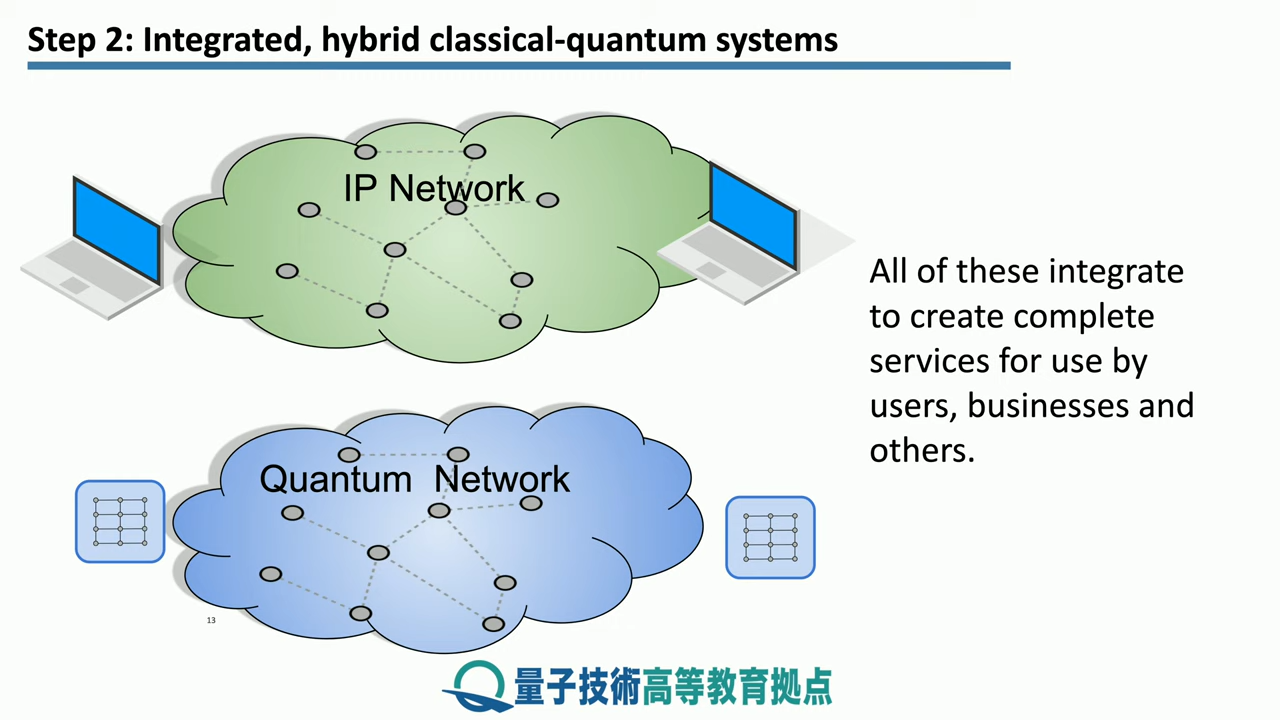 Step 2: Integrated, hybrid classical-quantum systems
IP Network
All of these integrate
to create complete
services for use by
users, businesses and
others.
Quantum Network
13
量子技術高等教育拠点